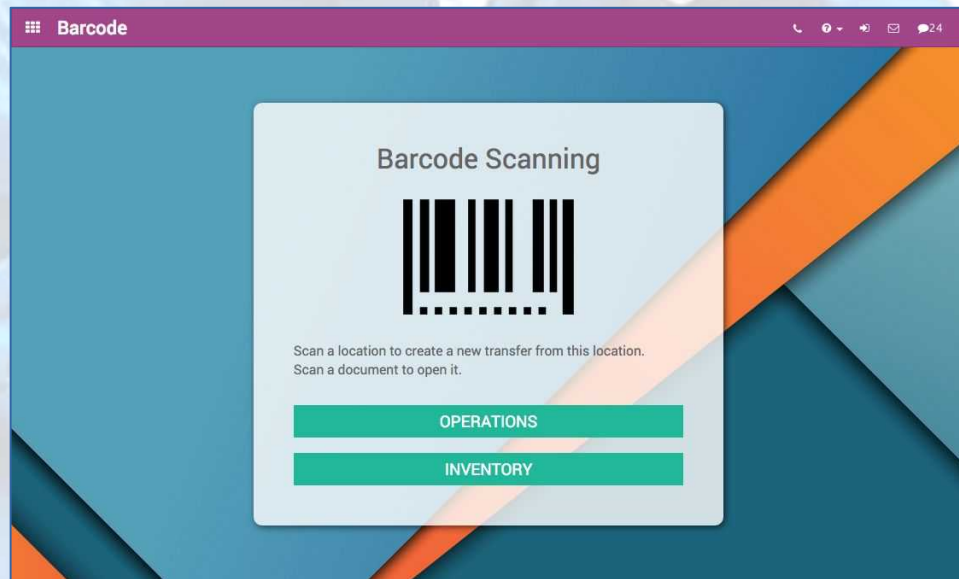 Barcode
24
Barcode Scanning
Scan a location to create a new transfer from this location.
Scan a document to open it.
OPERATIONS
INVENTORY